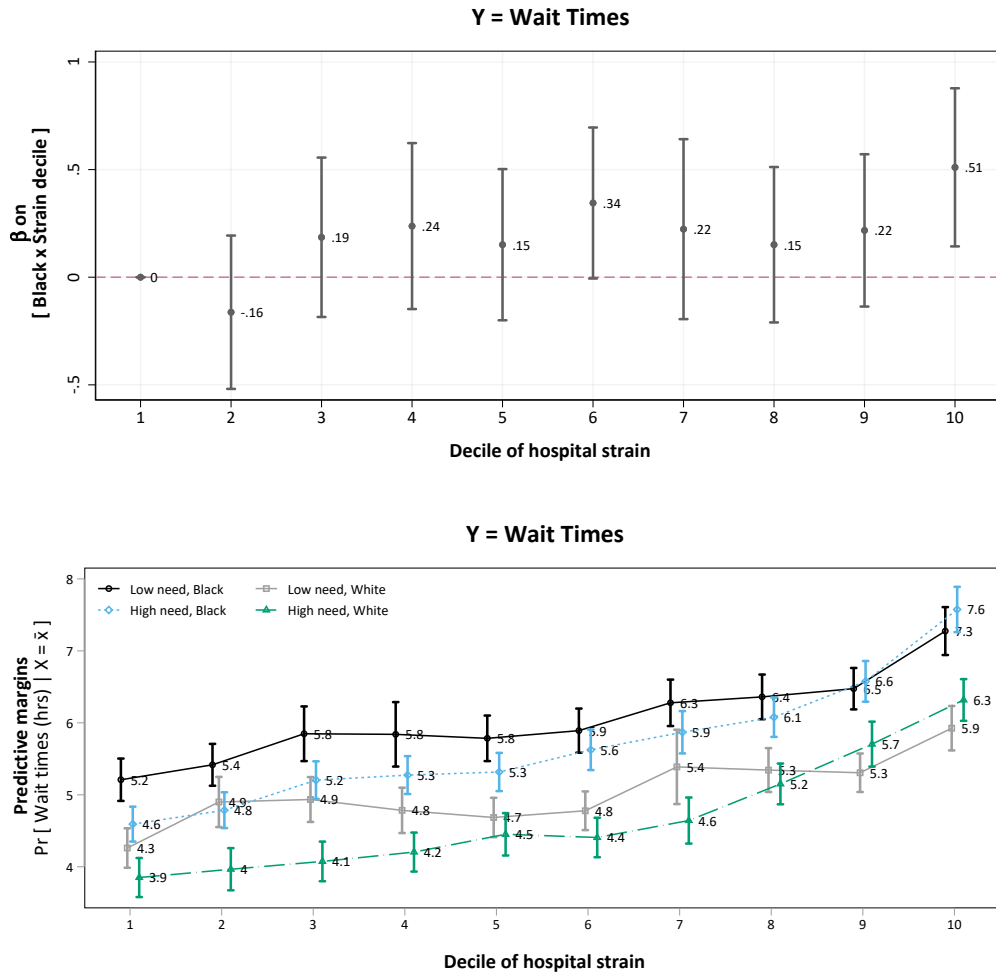 Y = Wait Times
1
.5
0
-.5
β on
[ Black x Strain decile ]
0
-.16
.19
.24
.15
.34
.22
.15
.22
.51
1 2 3 4 5 6 7 8 9 10
Decile of hospital strain
Y = Wait Times
Low need, Black
Low need, White
High need, Black
High need, White
8
7
6
5
4
Predictive margins
Pr [ Wait times (hrs) | X = x̄ ]
5.2 5.4 5.8 5.8 5.8 5.9 6.3 6.4 6.5 7.3
4.6 4.8 5.2 5.3 5.3 5.6 5.9 6.1 6.6 7.6
4.3 4.9 4.9 4.8 4.7 4.8 5.4 5.3 5.3 5.9
3.9 4 4.1 4.2 4.5 4.4 4.6 5.2 5.7 6.3
1 2 3 4 5 6 7 8 9 10
Decile of hospital strain